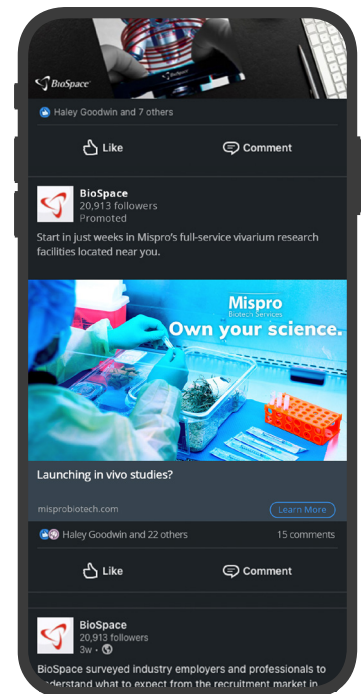 BioSpace
Haley Goodwin and 7 others
Like
Comment
BioSpace
20,913 followers
Promoted
Start in just weeks in Mispro's full-service vivarium research
facilities located near you.
Mispro
Biotech Services
Own your science.
Launching in vivo studies?
misprobiotech.com
Learn More
Haley Goodwin and 22 others
15 comments
Like
Comment
BioSpace
20,913 followers
3w •
BioSpace surveyed industry employers and professionals to
understand what to expect from the recruitment market in